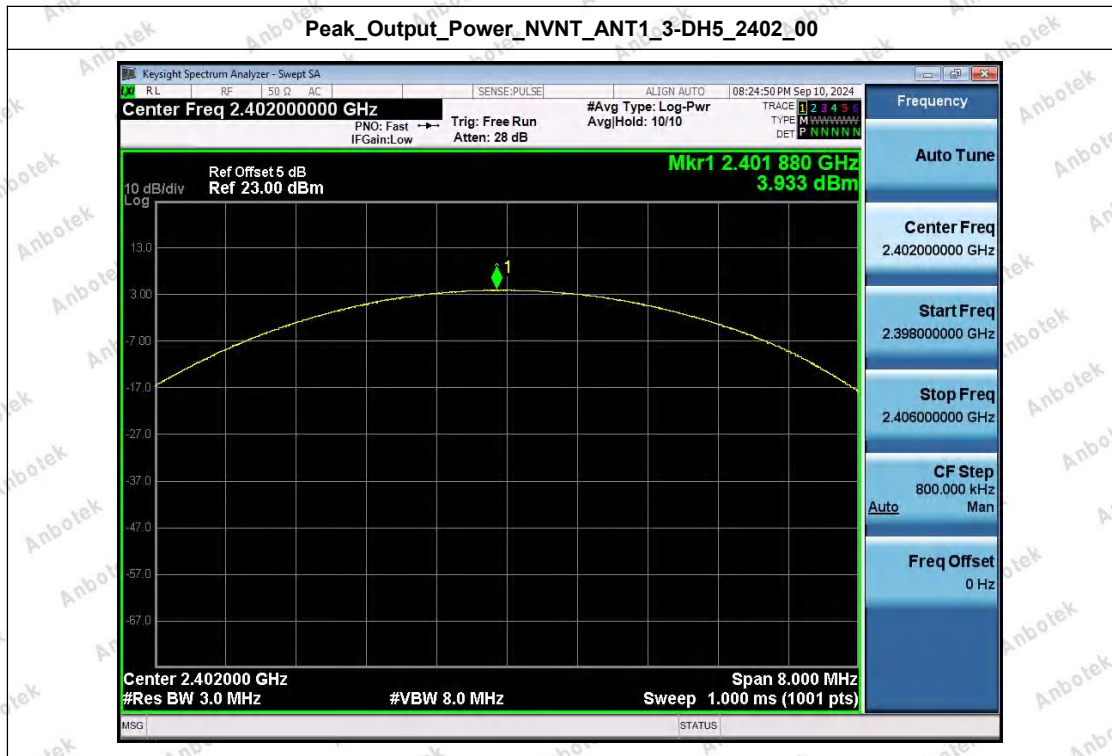 Peak_Output_Power_NVNT_ANT1_3-DH5_2402_00
Keysight Spectrum Analyzer - Swept SA
RL RF 50 Ω AC SENSE:PULSE ALIGN AUTO 08:24:50 PM Sep 10, 2024
Center Freq 2.402000000 GHz
PNO: Fast
IFGain:Low
Trig: Free Run
Atten: 28 dB
#Avg Type: Log-Pwr
Avg|Hold: 10/10
TRACE 1 2 3 4 5 6
TYPE M WWWWW
DET P N N N N N
Mkr1 2.401 880 GHz
3.933 dBm
Ref Offset 5 dB
10 dB/div Ref 23.00 dBm
Log
13.0
3.00
-7.00
-17.0
-27.0
-37.0
-47.0
-57.0
-67.0
1
Center 2.402000 GHz
Span 8.000 MHz
#Res BW 3.0 MHz
#VBW 8.0 MHz
Sweep 1.000 ms (1001 pts)
MSG
STATUS
Frequency
Auto Tune
Center Freq
2.402000000 GHz
Start Freq
2.398000000 GHz
Stop Freq
2.406000000 GHz
CF Step
800.000 kHz
Auto Man
Freq Offset
0 Hz
Anbotek